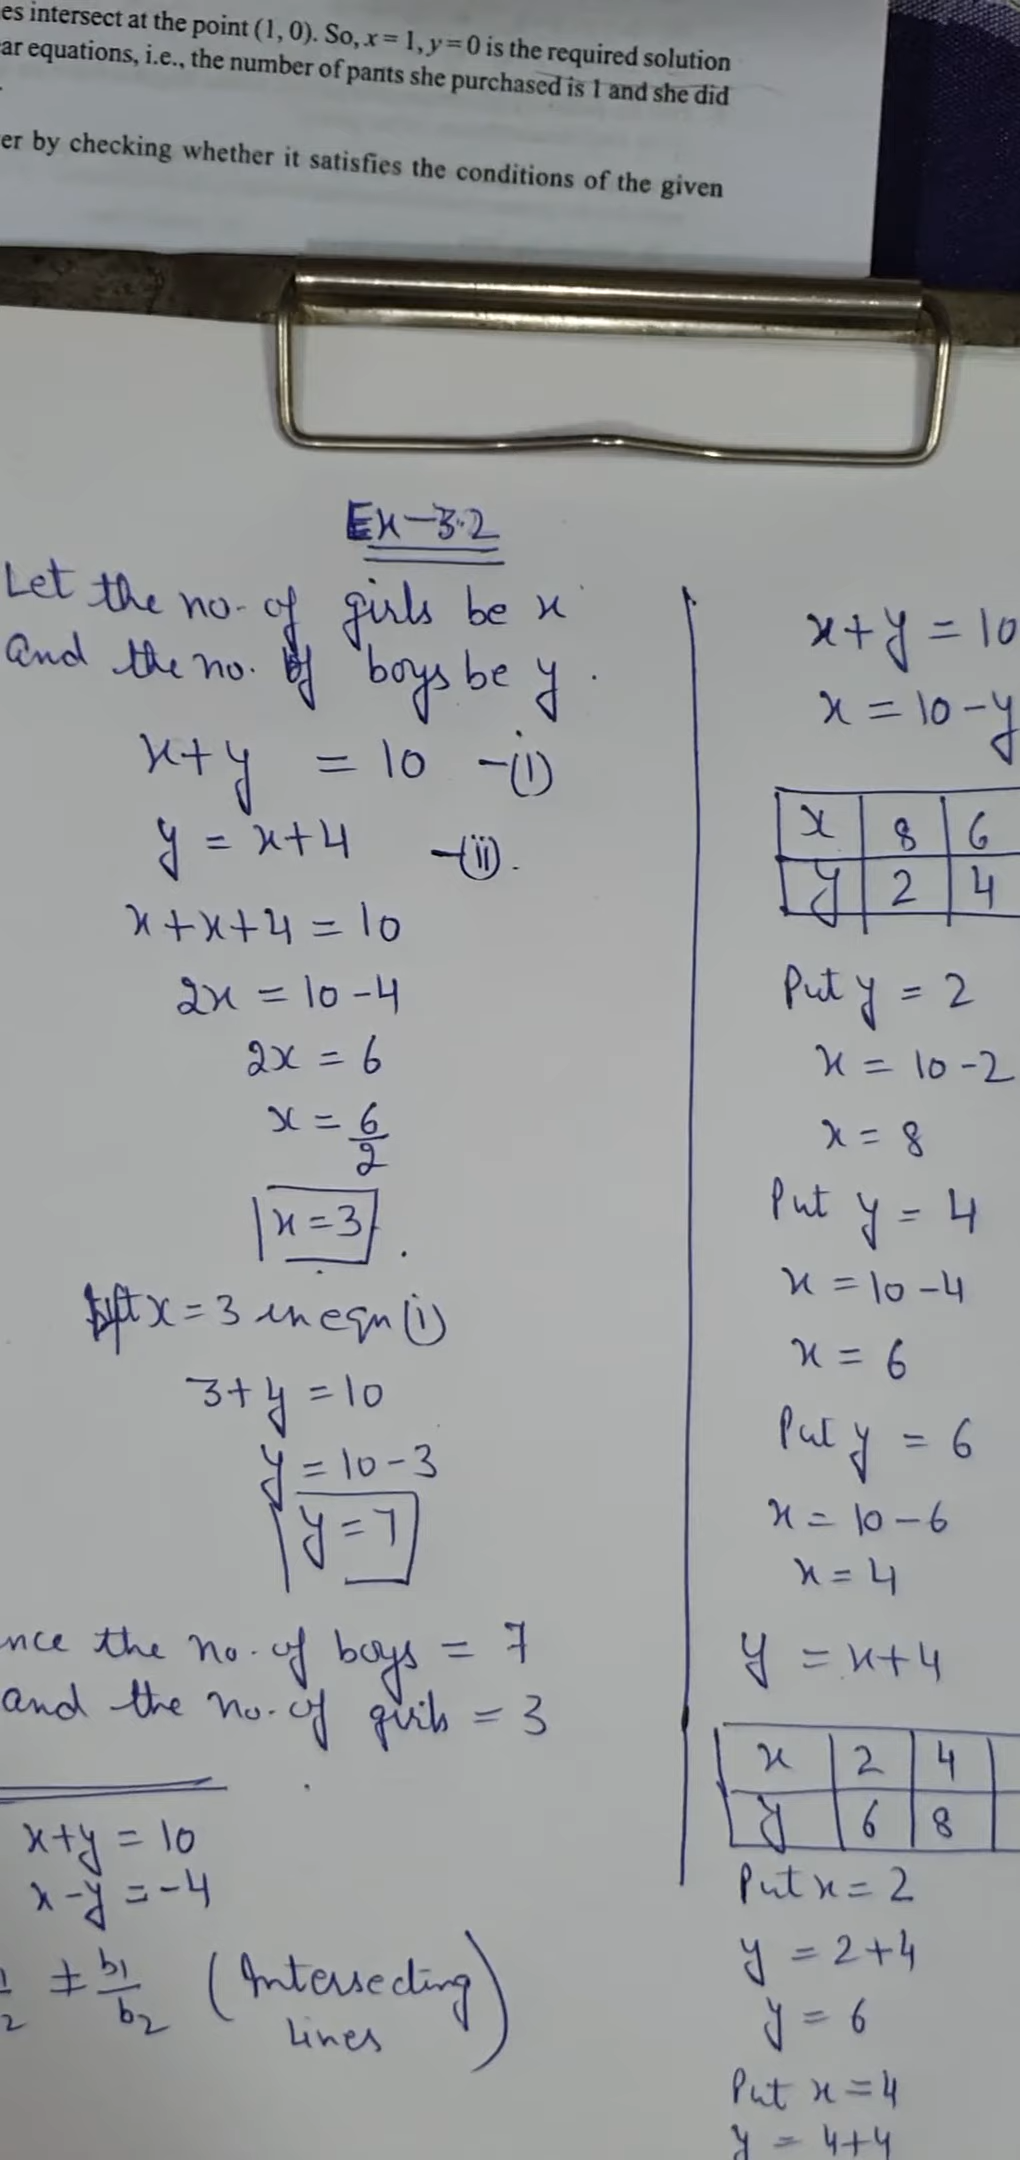 es intersect at the point (1, 0). So, x = 1, y = 0 is the required solution
ar equations, i.e., the number of pants she purchased is 1 and she did
er by checking whether it satisfies the conditions of the given
Ex-3.2
Let the no. of girls be x
and the no. of boys be y.
x+y = 10 -(i)
y = x+4 -(ii).
x+x+4 = 10
2x = 10-4
2x = 6
x = 6/2
x = 3.
x = 3 in eqn (i)
3+y = 10
y = 10-3
y = 7
nce the no. of boys = 7
and the no. of girls = 3
x+y = 10
x-y = -4
≠ b1/b2 (Intersecting
Lines)
x+y = 10
x = 10-y
x 8 6
y 2 4
Put y = 2
x = 10-2
x = 8
Put y = 4
x = 10-4
x = 6
Put y = 6
x = 10-6
x = 4
y = x+4
x 2 4
y 6 8
Put x = 2
y = 2+4
y = 6
Put x = 4
y = 4+4